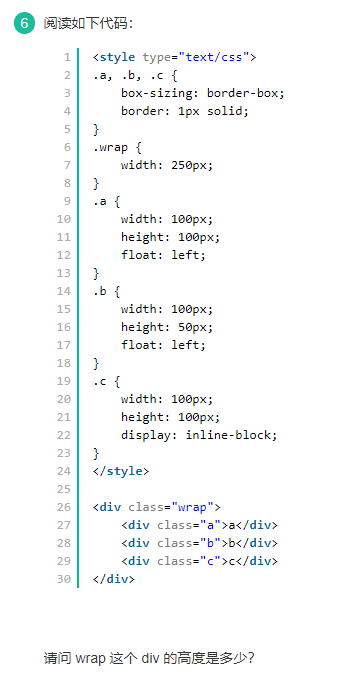 6 阅读如下代码：
1 <style type="text/css">
2 .a, .b, .c {
3     box-sizing: border-box;
4     border: 1px solid;
5 }
6 .wrap {
7     width: 250px;
8 }
9 .a {
10     width: 100px;
11     height: 100px;
12     float: left;
13 }
14 .b {
15     width: 100px;
16     height: 50px;
17     float: left;
18 }
19 .c {
20     width: 100px;
21     height: 100px;
22     display: inline-block;
23 }
24 </style>
25
26 <div class="wrap">
27     <div class="a">a</div>
28     <div class="b">b</div>
29     <div class="c">c</div>
30 </div>
请问 wrap 这个 div 的高度是多少?